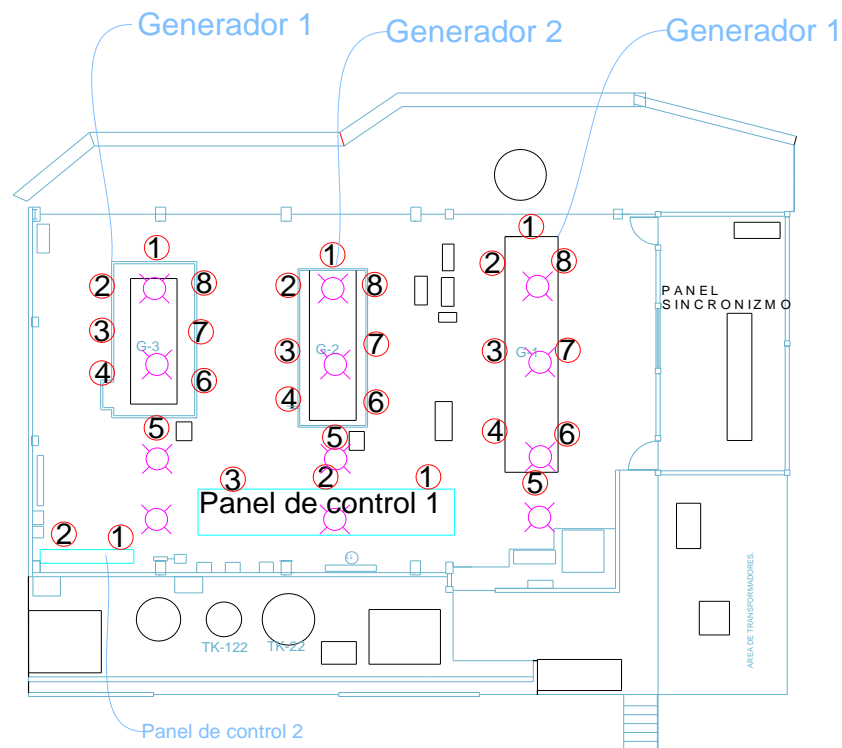 Generador 1
Generador 2
Generador 1
1
1
1
2
8
2
8
2
8
PANEL
SINCRONIZMO
3
G-3
7
3
G-2
7
3
G-1
7
4
6
4
6
4
6
5
5
5
3
2
1
Panel de control 1
2
1
TK-122
TK-22
AREA DE TRANSFORMADORES.
Panel de control 2